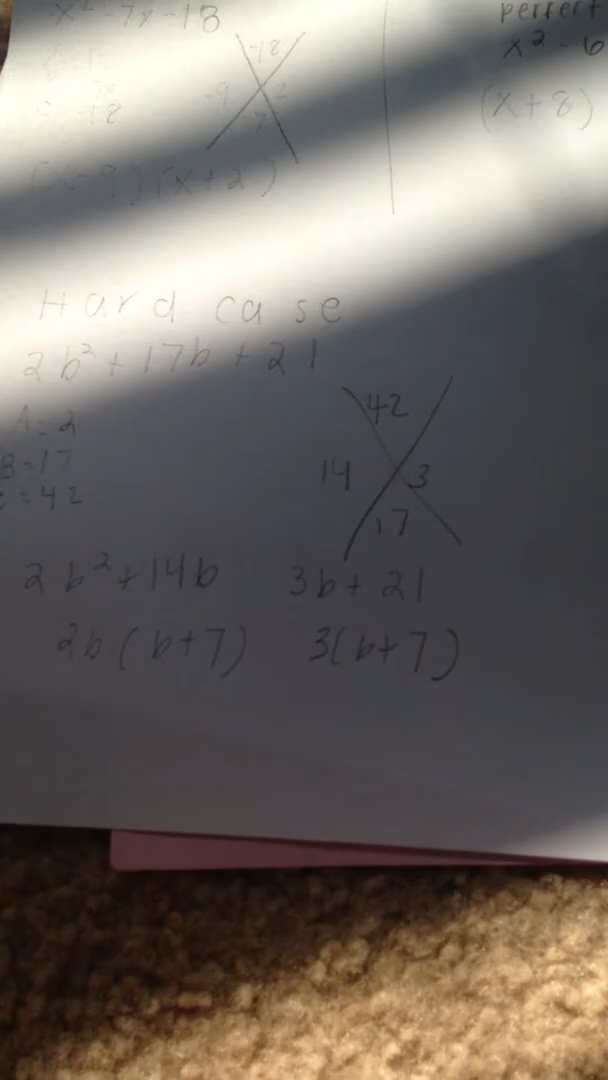 x² - 7x - 18
-18
-9 2
-7
(x-9)(x+2)
perfect
x² - 6
(x+8)
Hard case
2b² + 17b + 21
A = 2
B = 17
C = 42
42
14 3
17
2b² + 14b 3b + 21
2b(b+7) 3(b+7)